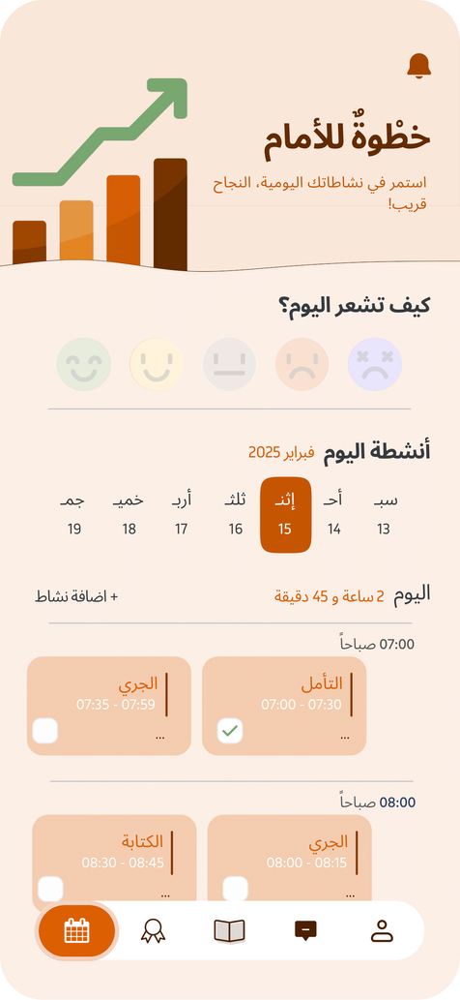 خطْوةٌ للأمام
استمر في نشاطاتك اليومية، النجاح
قريب!
كيف تشعر اليوم؟
أنشطة اليوم فبراير 2025
سبـ أحـ إثنـ ثلثـ أربـ خميـ جمـ
13 14 15 16 17 18 19
اليوم 2 ساعة و 45 دقيقة + اضافة نشاط
07:00 صباحاً
التأمل
07:00 - 07:30
...
الجري
07:35 - 07:59
...
08:00 صباحاً
الجري
08:00 - 08:15
...
الكتابة
08:30 - 08:45
...